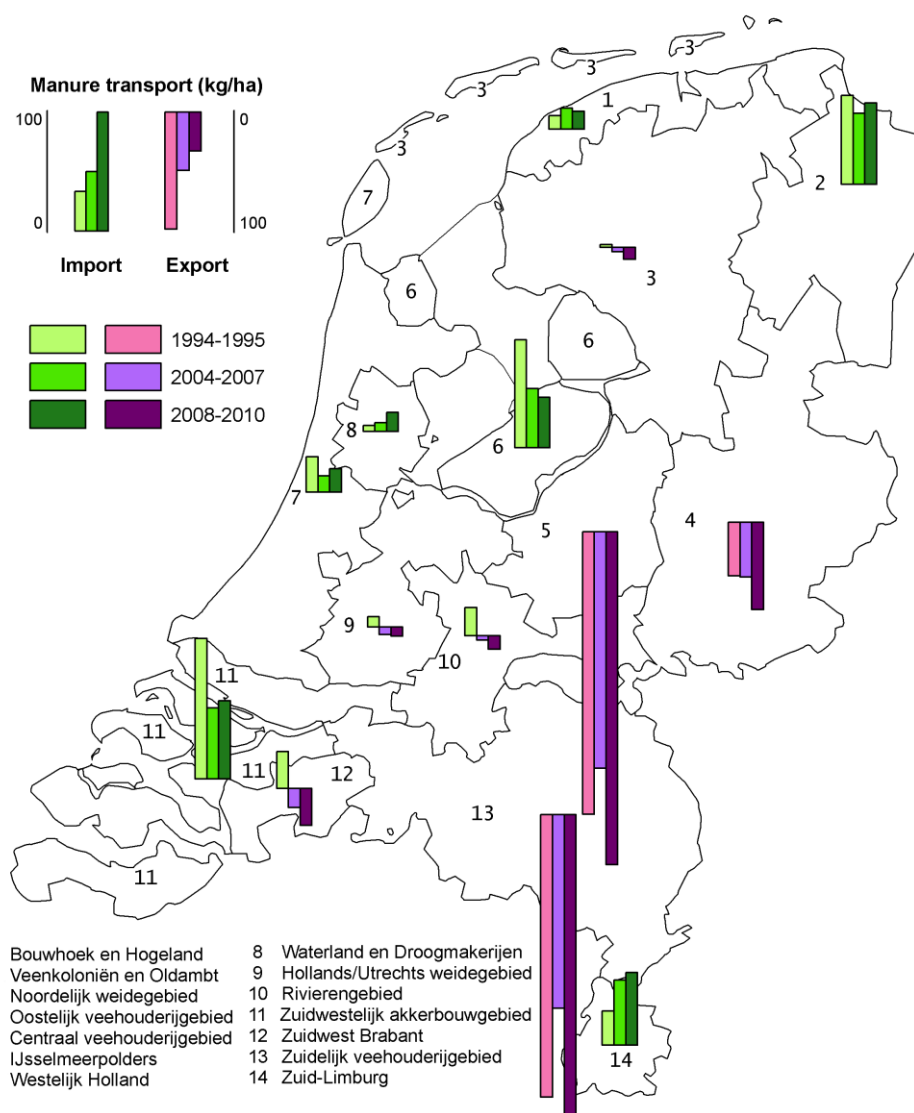 Manure transport (kg/ha)
100
0
0
100
Import
Export
1994-1995
2004-2007
2008-2010
3
3
3
3
1
2
7
3
6
6
8
6
7
5
4
9
10
11
11
11
12
13
11
14
Bouwhoek en Hogeland
Veenkoloniën en Oldambt
Noordelijk weidegebied
Oostelijk veehouderijgebied
Centraal veehouderijgebied
IJsselmeerpolders
Westelijk Holland
8 Waterland en Droogmakerijen
9 Hollands/Utrechts weidegebied
10 Rivierengebied
11 Zuidwestelijk akkerbouwgebied
12 Zuidwest Brabant
13 Zuidelijk veehouderijgebied
14 Zuid-Limburg